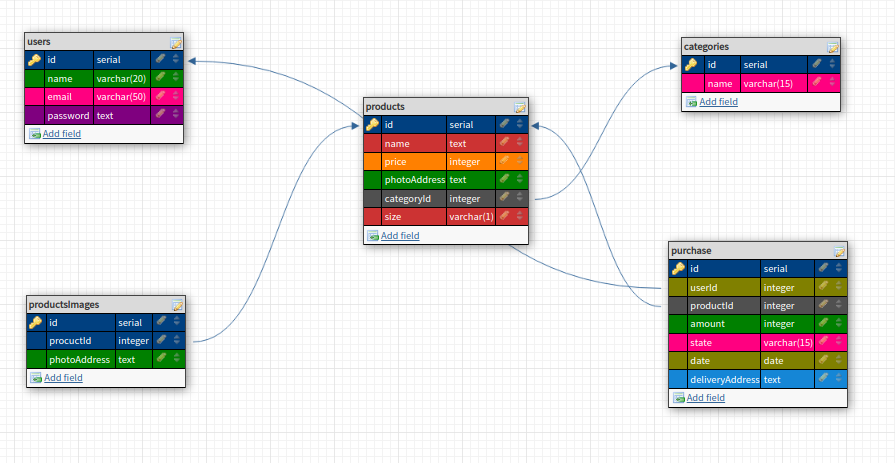 users
id serial
name varchar(20)
email varchar(50)
password text
Add field
products
id serial
name text
price integer
photoAddress text
categoryId integer
size varchar(1)
Add field
categories
id serial
name varchar(15)
Add field
productsImages
id serial
procuctId integer
photoAddress text
Add field
purchase
id serial
userId integer
productId integer
amount integer
state varchar(15)
date date
deliveryAddress text
Add field